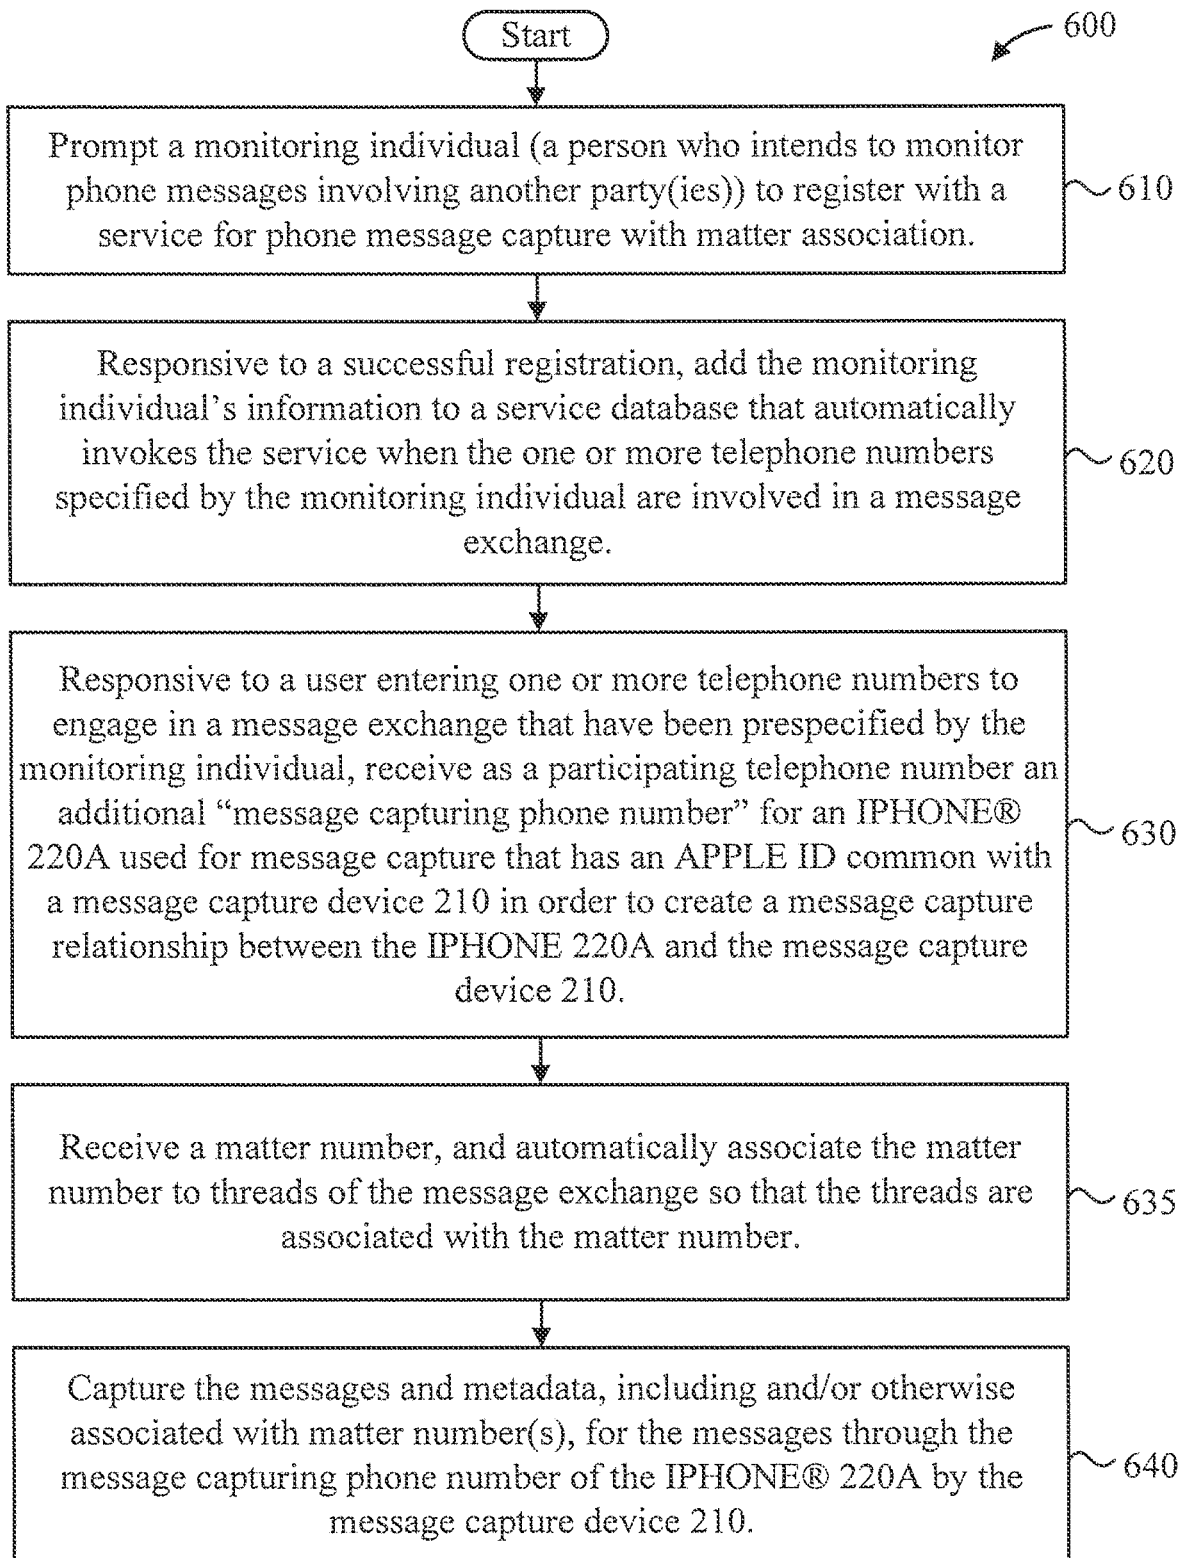 Start
600
Prompt a monitoring individual (a person who intends to monitor
phone messages involving another party(ies)) to register with a
service for phone message capture with matter association.
610
Responsive to a successful registration, add the monitoring
individual's information to a service database that automatically
invokes the service when the one or more telephone numbers
specified by the monitoring individual are involved in a message
exchange.
620
Responsive to a user entering one or more telephone numbers to
engage in a message exchange that have been prespecified by the
monitoring individual, receive as a participating telephone number an
additional “message capturing phone number” for an IPHONE®
220A used for message capture that has an APPLE ID common with
a message capture device 210 in order to create a message capture
relationship between the IPHONE 220A and the message capture
device 210.
630
Receive a matter number, and automatically associate the matter
number to threads of the message exchange so that the threads are
associated with the matter number.
635
Capture the messages and metadata, including and/or otherwise
associated with matter number(s), for the messages through the
message capturing phone number of the IPHONE® 220A by the
message capture device 210.
640